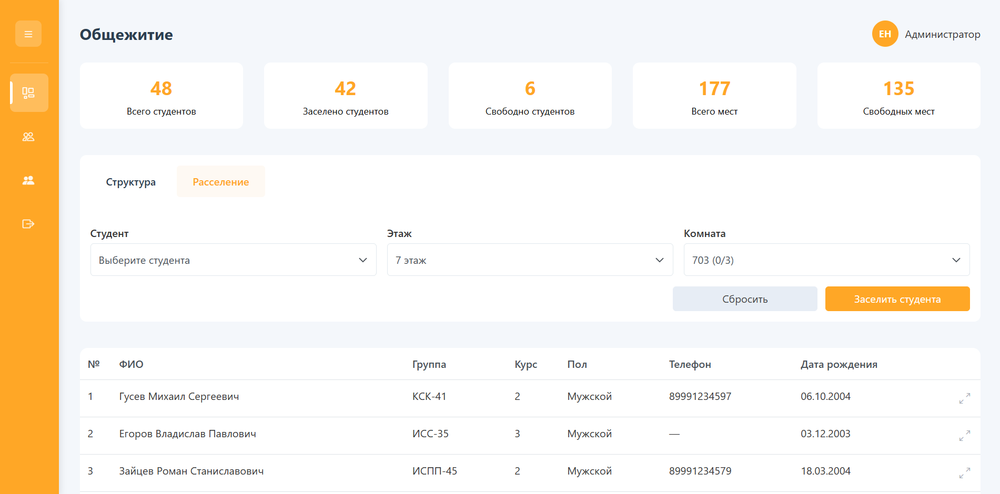 Общежитие
ЕН Администратор
48 42 6 177 135
Всего студентов Заселено студентов Свободно студентов Всего мест Свободных мест
Структура Расселение
Студент Этаж Комната
Выберите студента 7 этаж 703 (0/3)
Сбросить Заселить студента
№ ФИО Группа Курс Пол Телефон Дата рождения
1 Гусев Михаил Сергеевич КСК-41 2 Мужской 89991234597 06.10.2004
2 Егоров Владислав Павлович ИСС-35 3 Мужской — 03.12.2003
3 Зайцев Роман Станиславович ИСПП-45 2 Мужской 89991234579 18.03.2004